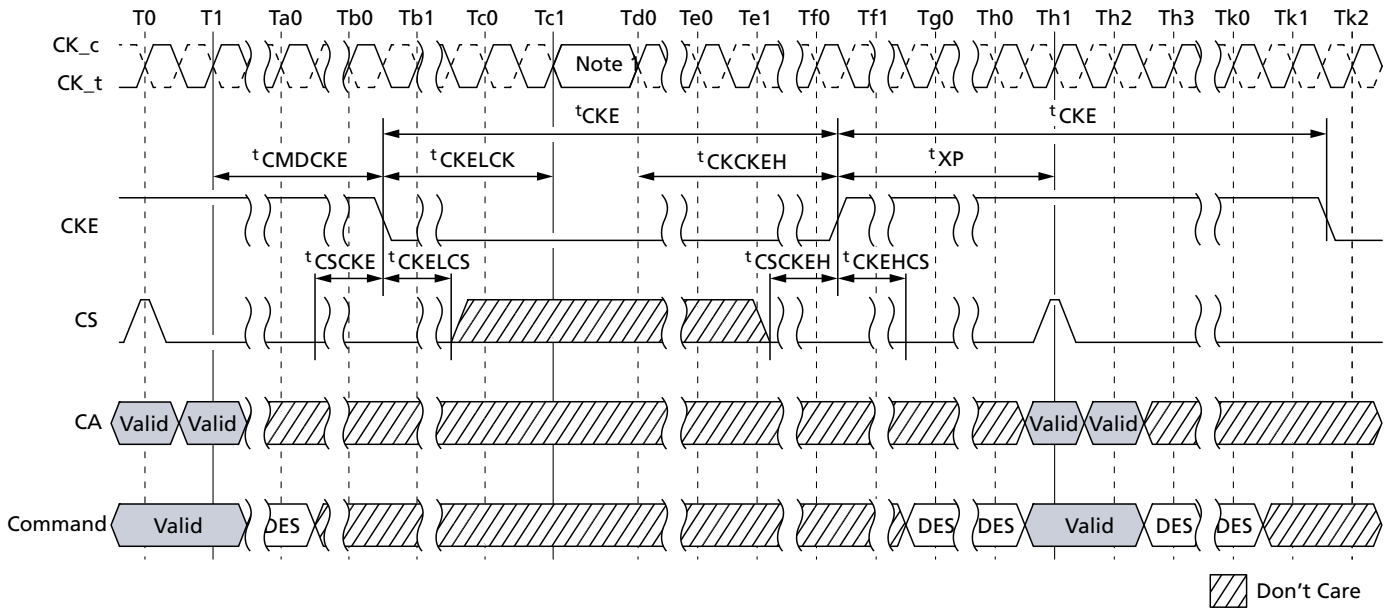 T0 T1 Ta0 Tb0 Tb1 Tc0 Tc1 Td0 Te0 Te1 Tf0 Tf1 Tg0 Th0 Th1 Th2 Th3 Tk0 Tk1 Tk2
CK_c
CK_t
Note 1
tCKE tCKE
tCMDCKE tCKELCK tCKCKEH tXP
CKE
tCSCKE tCKELCS tCSCKEH tCKEHCS
CS
CA Valid Valid Valid Valid
Command Valid DES DES DES Valid DES DES
Don't Care